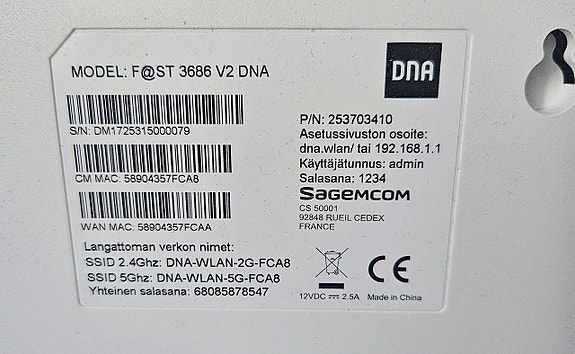 MODEL: F@ST 3686 V2 DNA
DNA
S/N: DM1725315000079
CM MAC: 58904357FCA8
WAN MAC: 58904357FCAA
Langattoman verkon nimet:
SSID 2.4Ghz: DNA-WLAN-2G-FCA8
SSID 5Ghz: DNA-WLAN-5G-FCA8
Yhteinen salasana: 68085878547
P/N: 253703410
Asetussivuston osoite:
dna.wlan/ tai 192.168.1.1
Käyttäjätunnus: admin
Salasana: 1234
SAGEMCOM
CS 50001
92848 RUEIL CEDEX
FRANCE
CE
12VDC ⎓ 2.5A Made in China